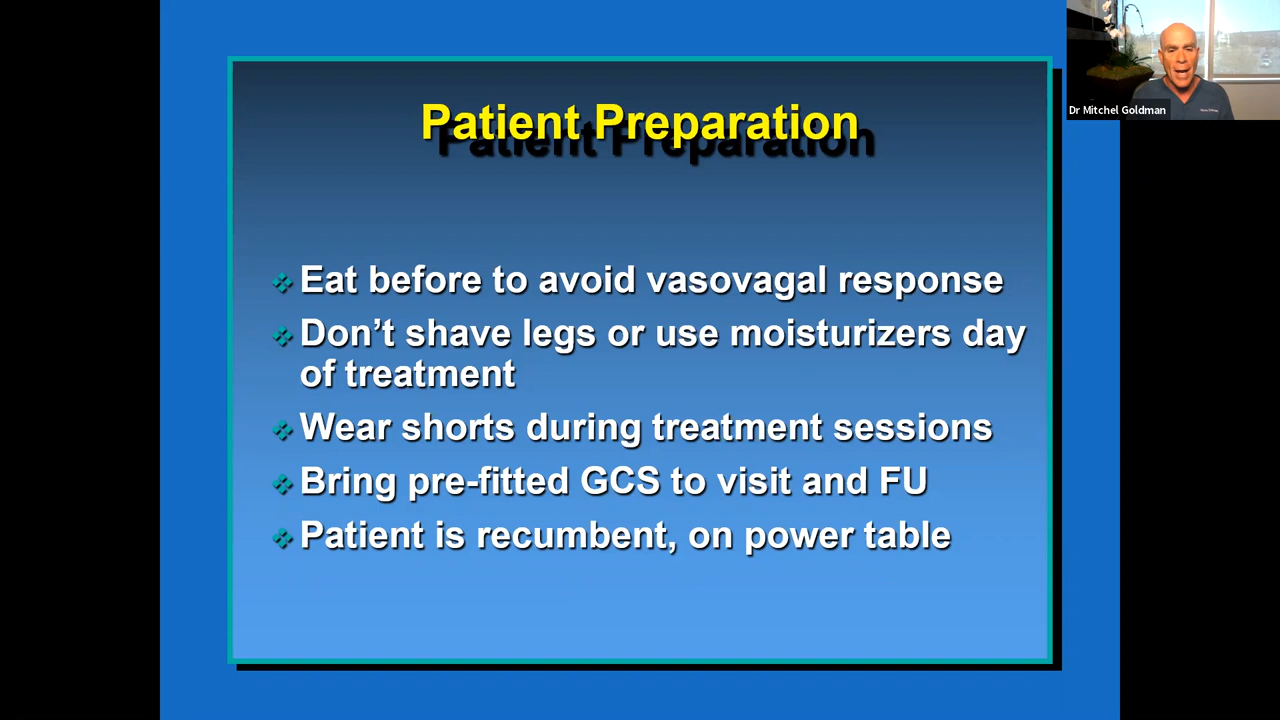 Patient Preparation
Eat before to avoid vasovagal response
Don’t shave legs or use moisturizers day
of treatment
Wear shorts during treatment sessions
Bring pre-fitted GCS to visit and FU
Patient is recumbent, on power table
Dr Mitchel Goldman